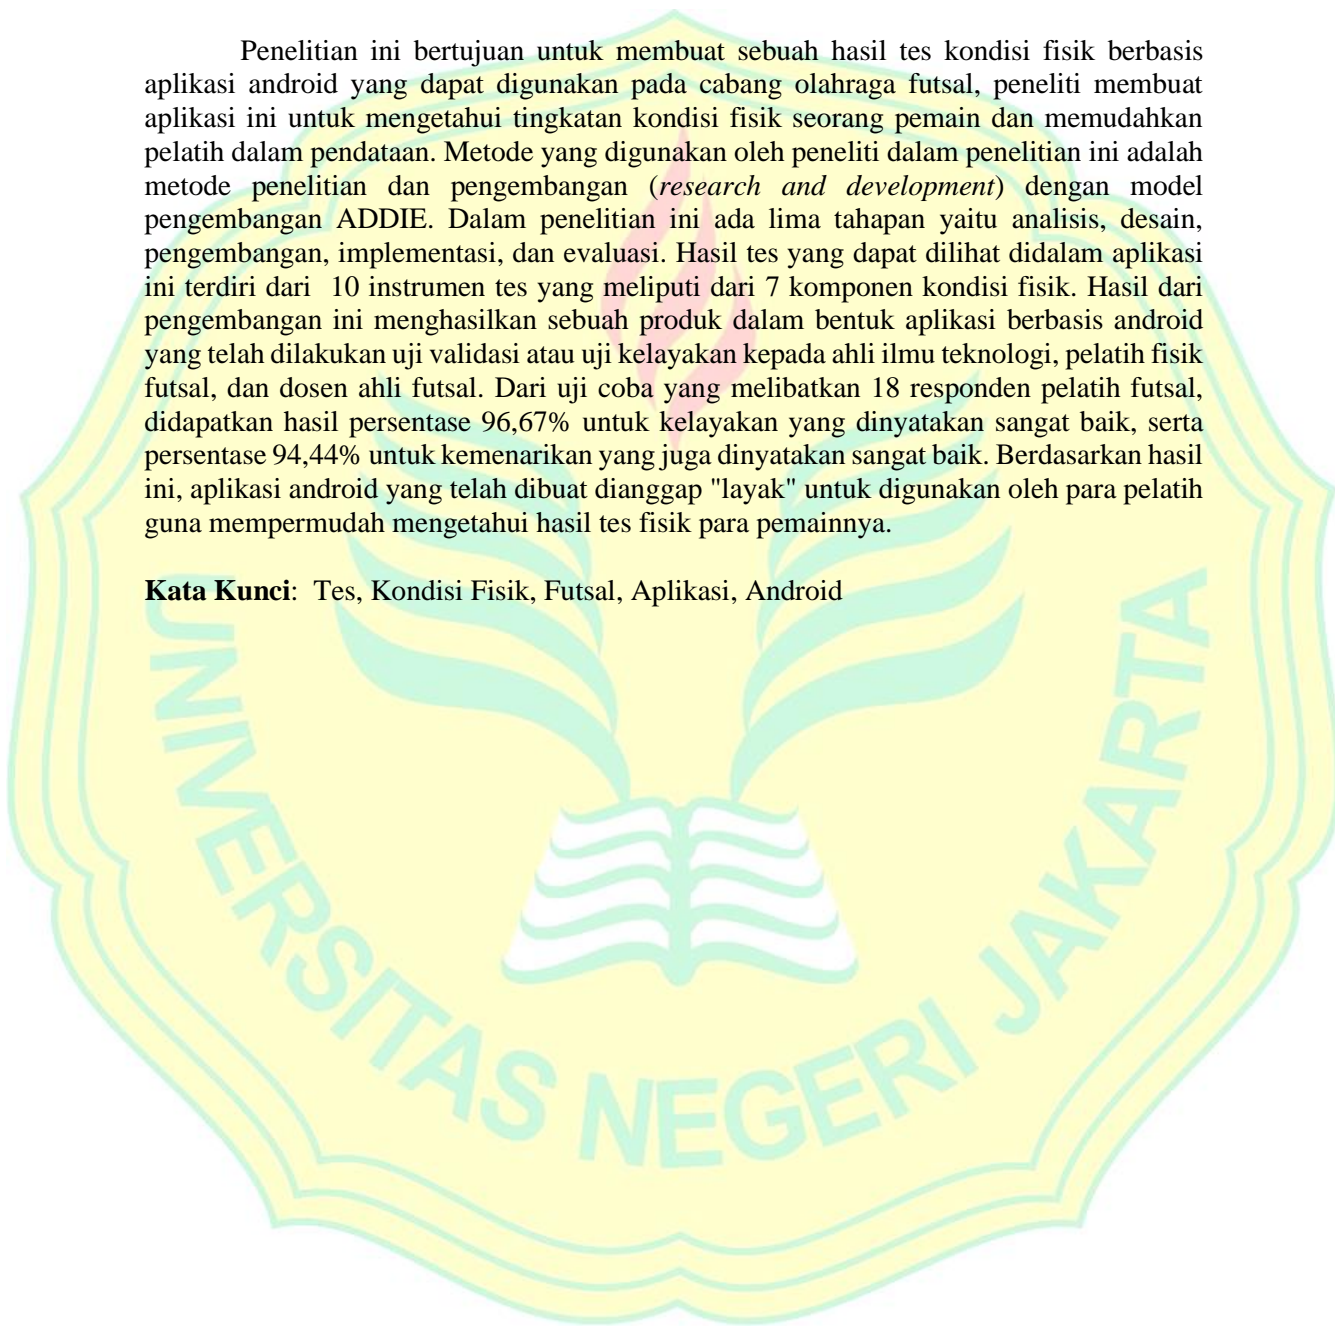 Penelitian ini bertujuan untuk membuat sebuah hasil tes kondisi fisik berbasis
aplikasi android yang dapat digunakan pada cabang olahraga futsal, peneliti membuat
aplikasi ini untuk mengetahui tingkatan kondisi fisik seorang pemain dan memudahkan
pelatih dalam pendataan. Metode yang digunakan oleh peneliti dalam penelitian ini adalah
metode penelitian dan pengembangan (research and development) dengan model
pengembangan ADDIE. Dalam penelitian ini ada lima tahapan yaitu analisis, desain,
pengembangan, implementasi, dan evaluasi. Hasil tes yang dapat dilihat didalam aplikasi
ini terdiri dari 10 instrumen tes yang meliputi dari 7 komponen kondisi fisik. Hasil dari
pengembangan ini menghasilkan sebuah produk dalam bentuk aplikasi berbasis android
yang telah dilakukan uji validasi atau uji kelayakan kepada ahli ilmu teknologi, pelatih fisik
futsal, dan dosen ahli futsal. Dari uji coba yang melibatkan 18 responden pelatih futsal,
didapatkan hasil persentase 96,67% untuk kelayakan yang dinyatakan sangat baik, serta
persentase 94,44% untuk kemenarikan yang juga dinyatakan sangat baik. Berdasarkan hasil
ini, aplikasi android yang telah dibuat dianggap "layak" untuk digunakan oleh para pelatih
guna mempermudah mengetahui hasil tes fisik para pemainnya.
Kata Kunci: Tes, Kondisi Fisik, Futsal, Aplikasi, Android
UNIVERSITAS NEGERI JAKARTA